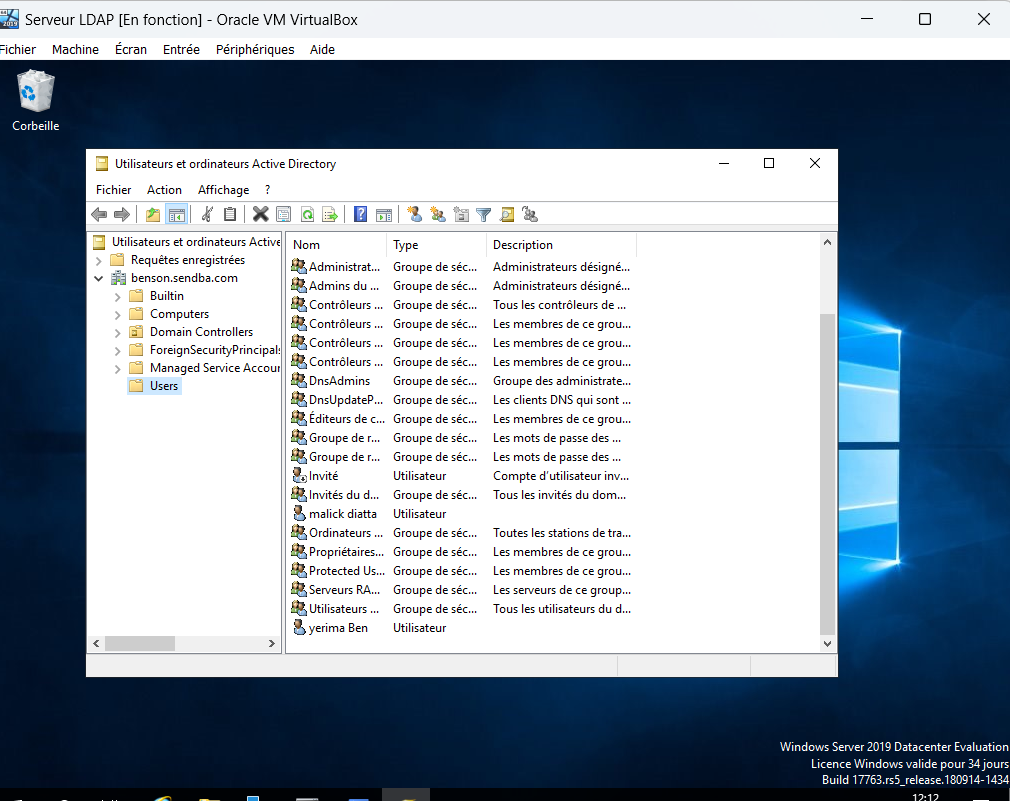 Serveur LDAP [En fonction] - Oracle VM VirtualBox
Fichier Machine Écran Entrée Périphériques Aide
Corbeille
Utilisateurs et ordinateurs Active Directory
Fichier Action Affichage ?
Utilisateurs et ordinateurs Active
Requêtes enregistrées
benson.sendba.com
Builtin
Computers
Domain Controllers
ForeignSecurityPrincipals
Managed Service Accour
Users
Nom Type Description
Administrat... Groupe de séc... Administrateurs désigné...
Admins du ... Groupe de séc... Administrateurs désigné...
Contrôleurs ... Groupe de séc... Tous les contrôleurs de ...
Contrôleurs ... Groupe de séc... Les membres de ce grou...
Contrôleurs ... Groupe de séc... Les membres de ce grou...
Contrôleurs ... Groupe de séc... Les membres de ce grou...
DnsAdmins Groupe de séc... Groupe des administrate...
DnsUpdateP... Groupe de séc... Les clients DNS qui sont ...
Éditeurs de c... Groupe de séc... Les membres de ce grou...
Groupe de r... Groupe de séc... Les mots de passe des ...
Groupe de r... Groupe de séc... Les mots de passe des ...
Invité Utilisateur Compte d'utilisateur inv...
Invités du d... Groupe de séc... Tous les invités du dom...
malick diatta Utilisateur
Ordinateurs ... Groupe de séc... Toutes les stations de tra...
Propriétaires... Groupe de séc... Les membres de ce grou...
Protected Us... Groupe de séc... Les membres de ce grou...
Serveurs RA... Groupe de séc... Les serveurs de ce group...
Utilisateurs ... Groupe de séc... Tous les utilisateurs du d...
yerima Ben Utilisateur
Windows Server 2019 Datacenter Evaluation
Licence Windows valide pour 34 jours
Build 17763.rs5_release.180914-1434
12:12